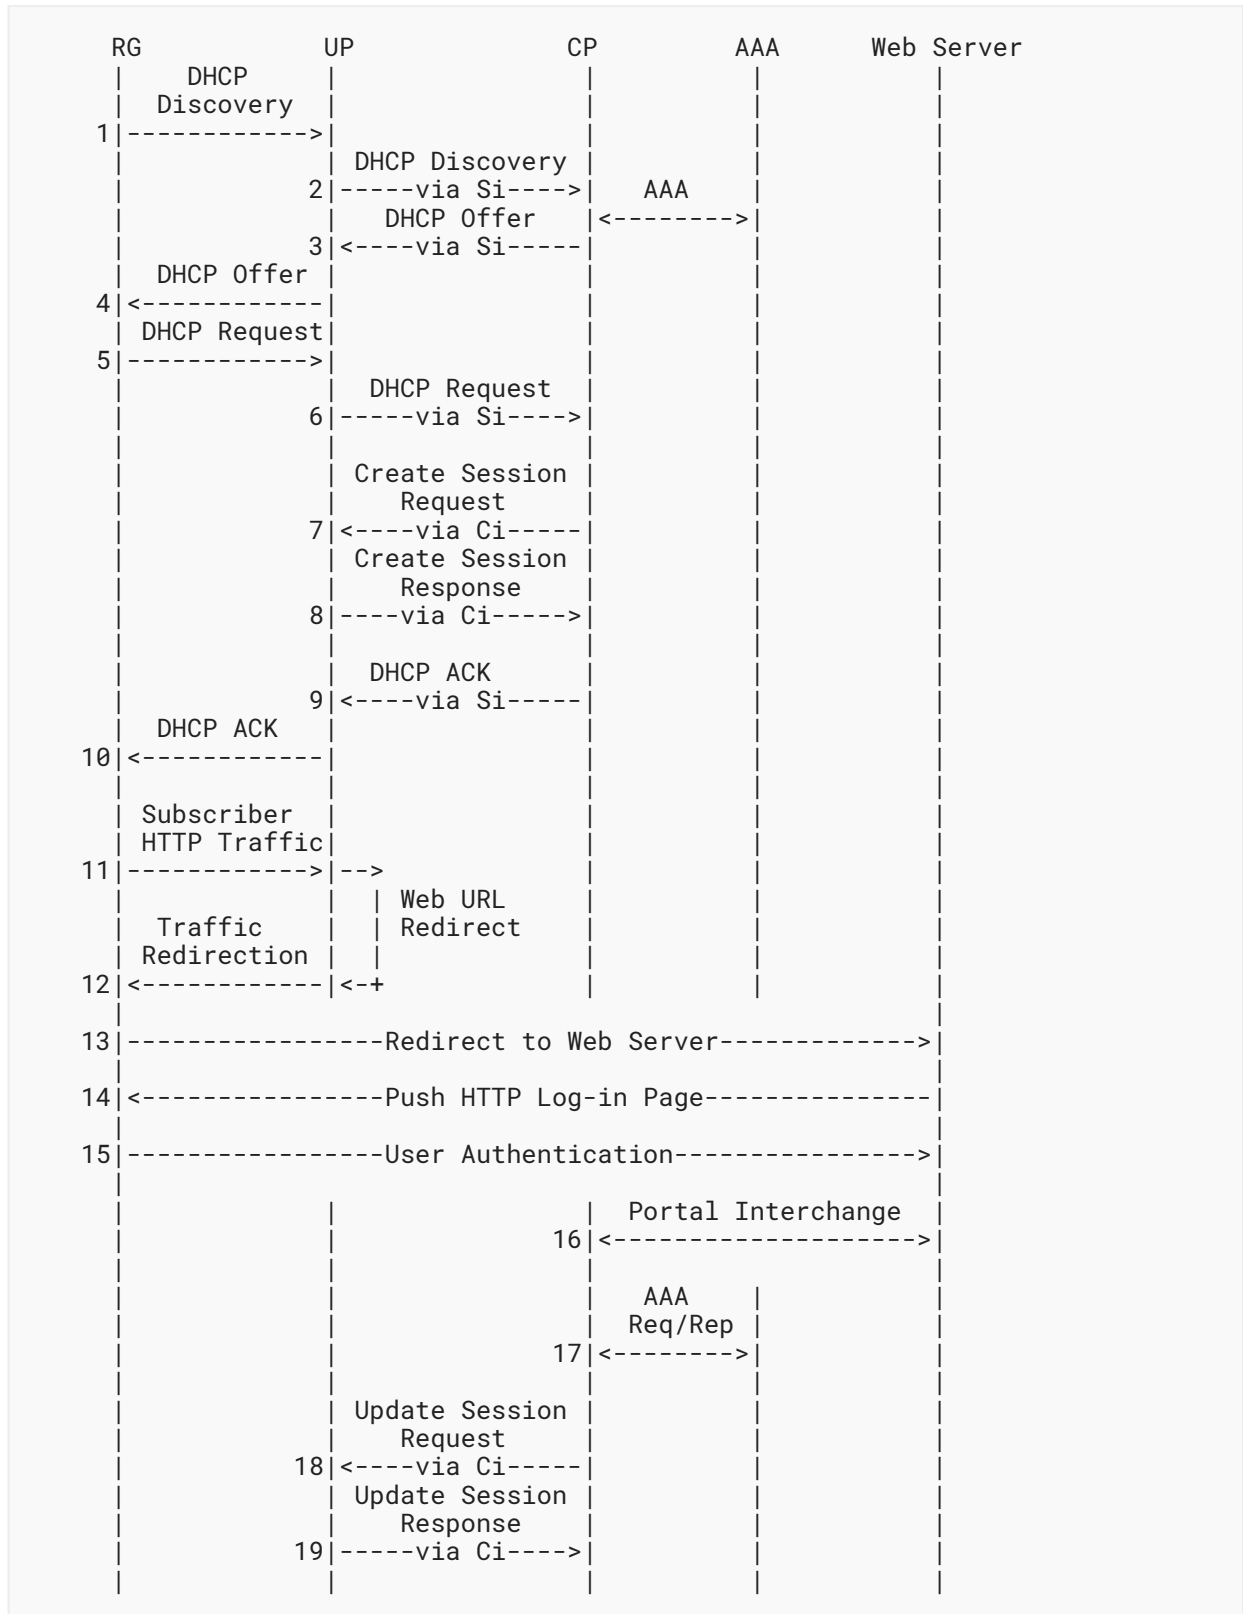 RG UP CP AAA Web Server
DHCP
Discovery
1|------------>|
DHCP Discovery
2|-----via Si---->| AAA
DHCP Offer |<-------->|
3|<----via Si-----|
DHCP Offer
4|<------------|
DHCP Request
5|------------>|
DHCP Request
6|-----via Si---->|
Create Session
Request
7|<----via Ci-----|
Create Session
Response
8|----via Ci----->|
DHCP ACK
9|<----via Si-----|
DHCP ACK
10|<------------|
Subscriber
HTTP Traffic
11|------------>|-->
| Web URL
Traffic | Redirect
Redirection |
12|<------------|<-+
13|-----------------Redirect to Web Server-------------->|
14|<----------------Push HTTP Log-in Page---------------|
15|-----------------User Authentication---------------->|
Portal Interchange
16|<--------------------->|
AAA
Req/Rep
17|<-------->|
Update Session
Request
18|<----via Ci-----|
Update Session
Response
19|-----via Ci---->|